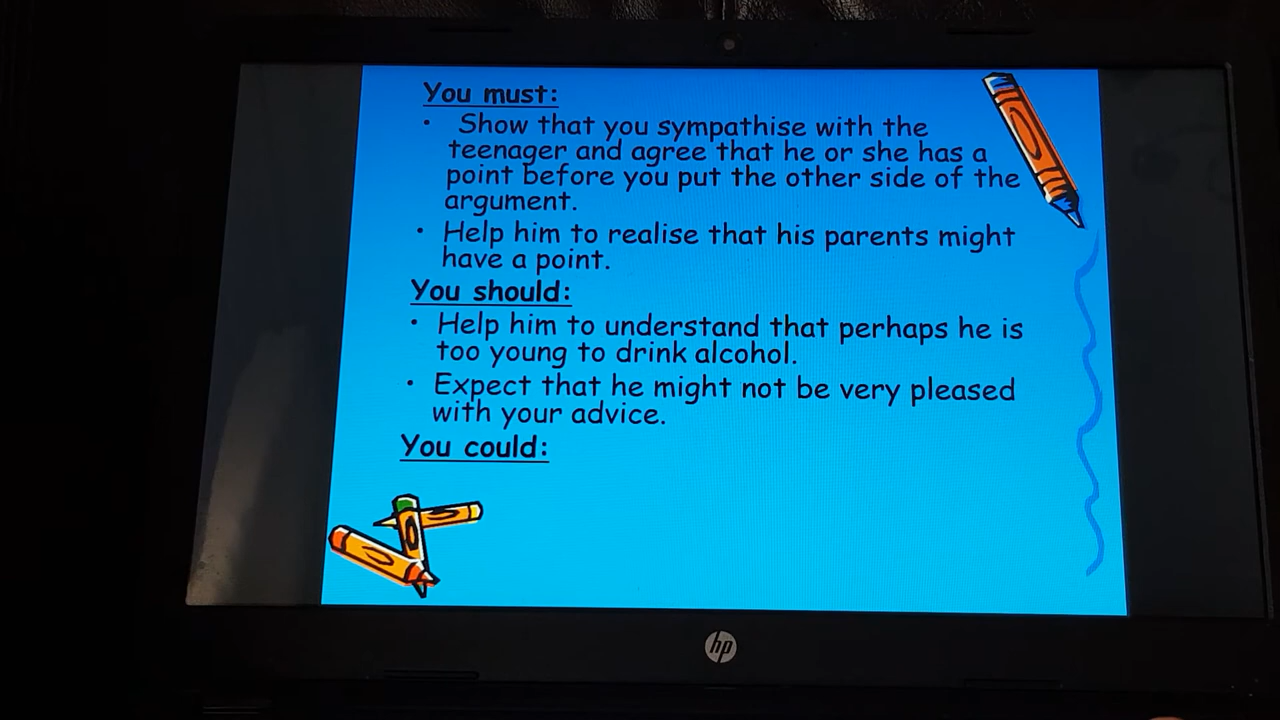 You must:
• Show that you sympathise with the
teenager and agree that he or she has a
point before you put the other side of the
argument.
• Help him to realise that his parents might
have a point.
You should:
• Help him to understand that perhaps he is
too young to drink alcohol.
• Expect that he might not be very pleased
with your advice.
You could:
hp